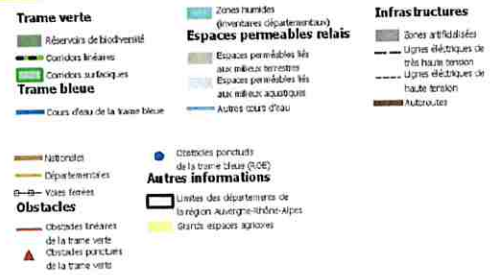 Trame verte
Réservoirs de biodiversité
Corridors linéaires
Corridors surfaciques
Trame bleue
Cours d'eau de la trame bleue
Zones humides
(inventaires départementaux)
Espaces permeables relais
Espaces perméables liés
aux milieux terrestres
Espaces perméables liés
aux milieux aquatiques
Autres cours d'eau
Infrastructures
Zones artificialisées
Lignes éléctriques de
très haute tension
Lignes éléctriques de
haute tension
Autoroutes
Nationales
Départementales
Voies ferrées
Obstacles
Obstacles linéaires
de la trame verte
Obstacles ponctuels
de la trame verte
Obstacles ponctuels
de la trame bleue (ROE)
Autres informations
Limites des départements de
la région Auvergne-Rhône-Alpes
Grands espaces agricoles